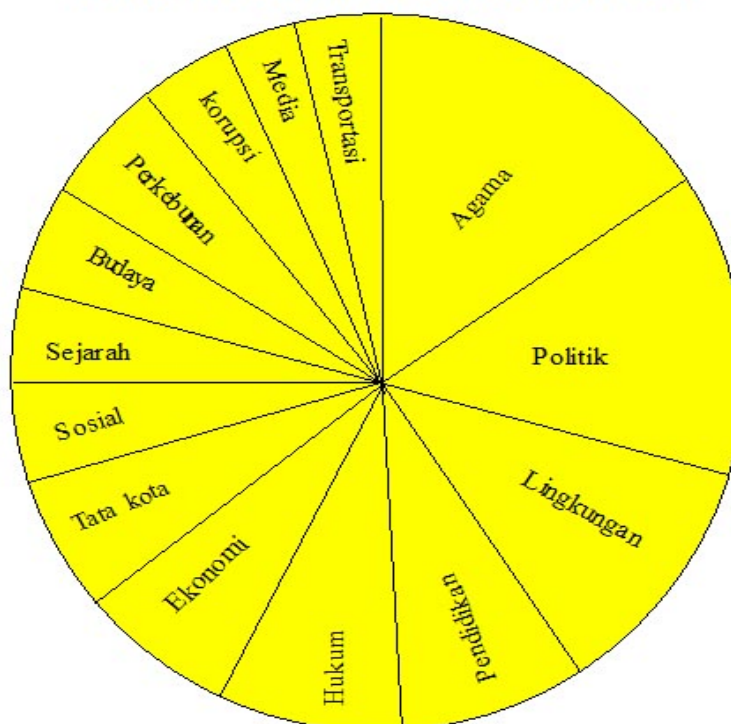 Transportasi
Media
korupsi
Perkebunan
Budaya
Sejarah
Sosial
Tata kota
Ekonomi
Hukum
Pendidikan
Lingkungan
Politik
Agama